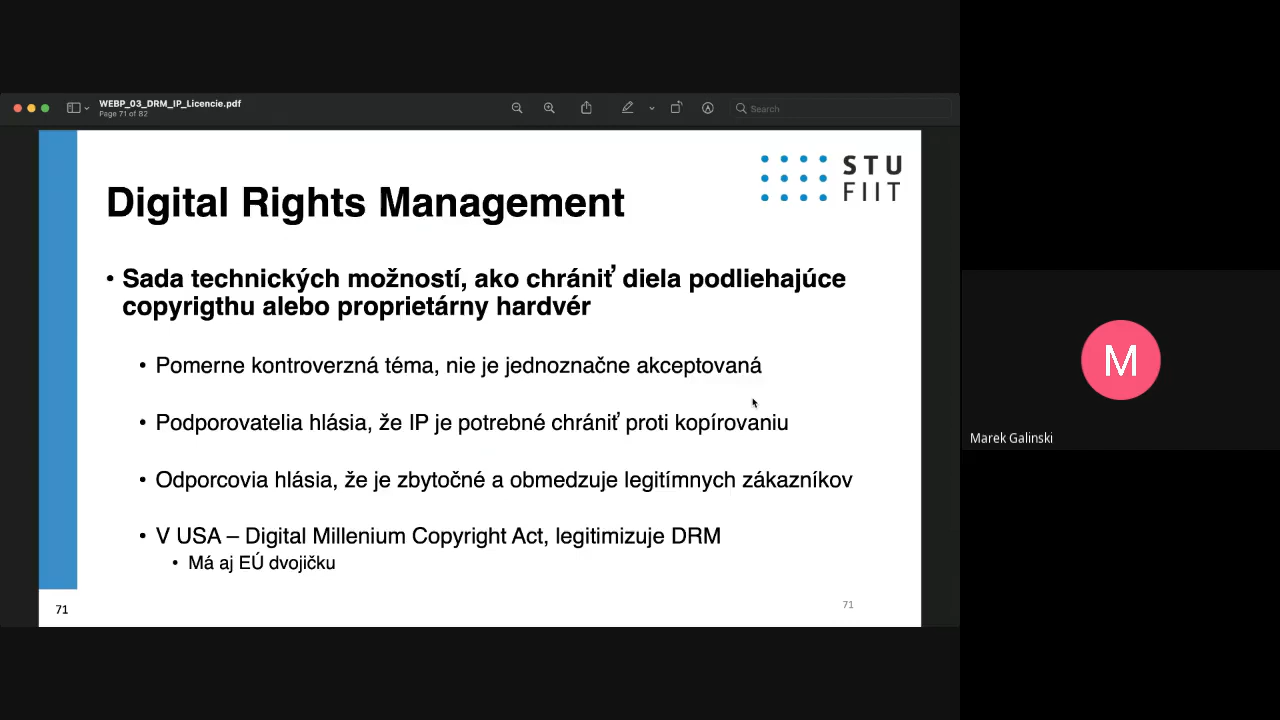 WEBP_03_DRM_IP_Licencie.pdf
Page 71 of 82
Search
STU
FIIT
Digital Rights Management
• Sada technických možností, ako chrániť diela podliehajúce
copyrigthu alebo proprietárny hardvér
• Pomerne kontroverzná téma, nie je jednoznačne akceptovaná
• Podporovatelia hlásia, že IP je potrebné chrániť proti kopírovaniu
• Odporcovia hlásia, že je zbytočné a obmedzuje legitímnych zákazníkov
• V USA – Digital Millenium Copyright Act, legitimizuje DRM
• Má aj EÚ dvojičku
71
71
M
Marek Galinski